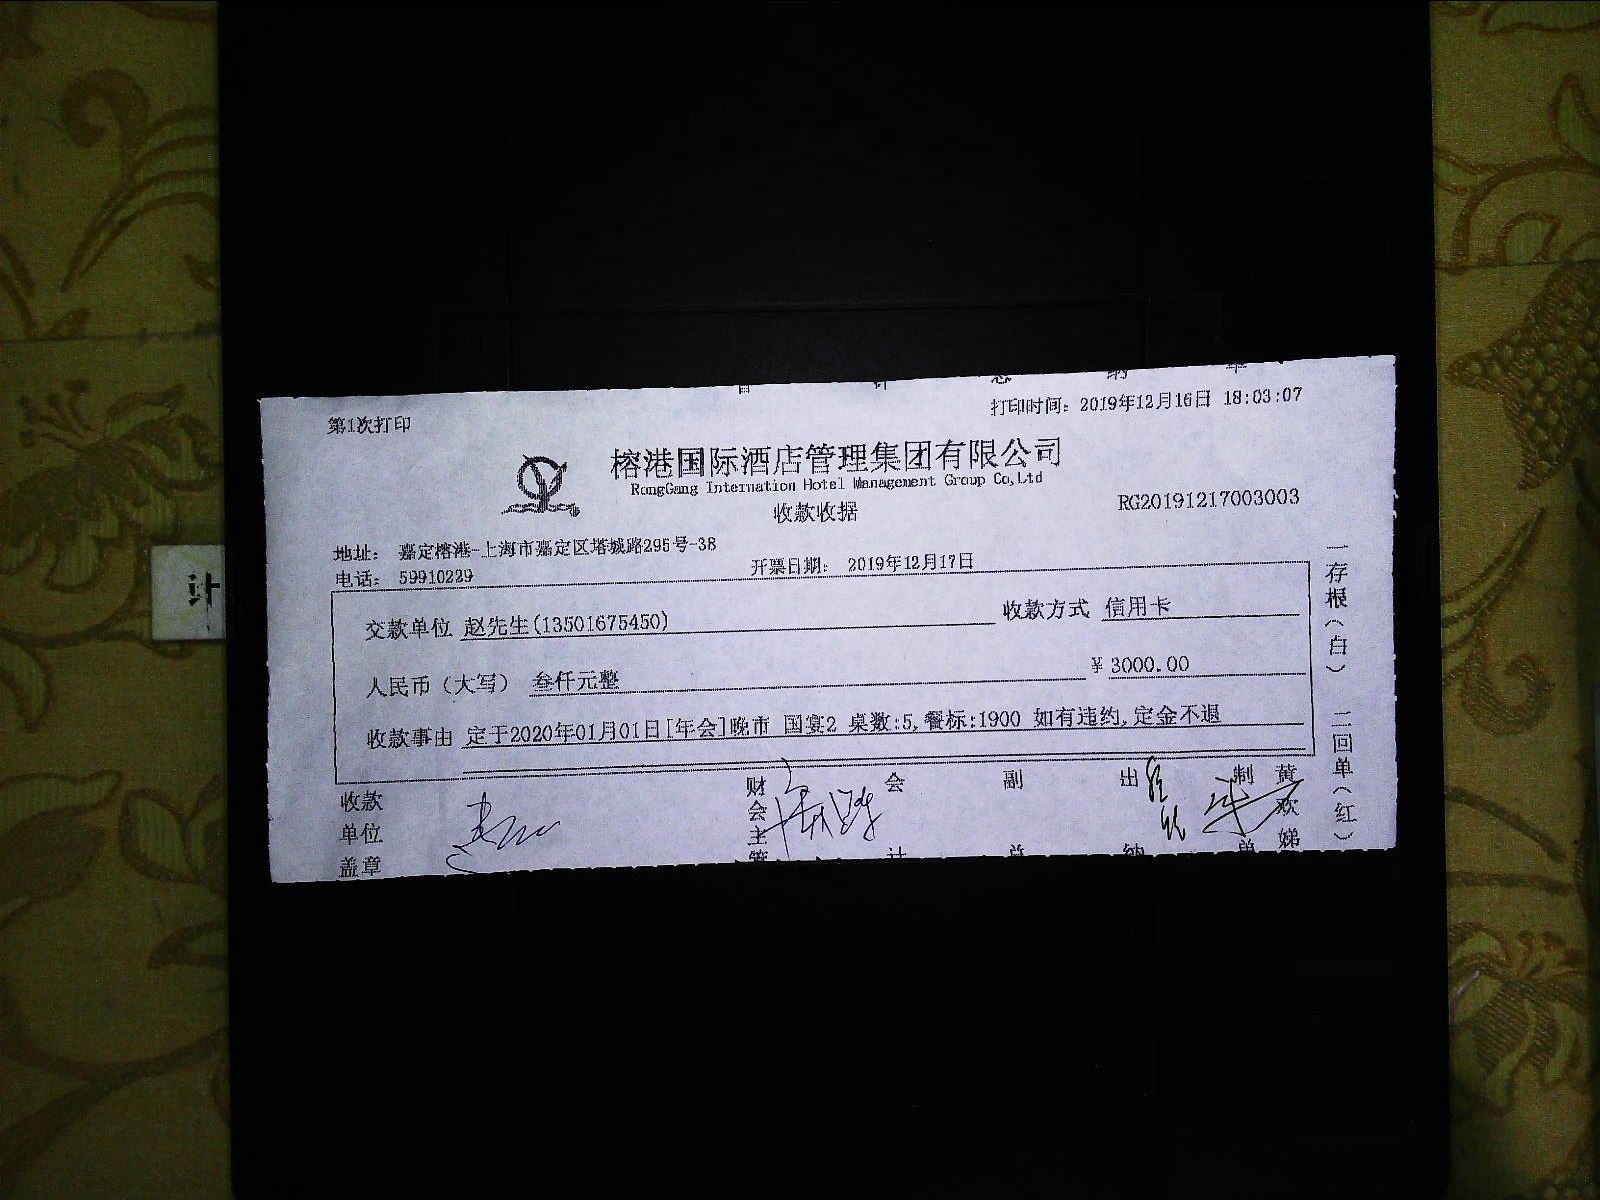 第1次打印
打印时间：2019年12月16日 18:03:07
榕港国际酒店管理集团有限公司
RongGang Internation Hotel Management Group Co,Ltd
收款收据
RG20191217003003
地址： 嘉定榕港-上海市嘉定区塔城路295号-38
电话： 59910229
开票日期： 2019年12月17日
交款单位 赵先生(13501675450) 收款方式 信用卡
人民币（大写） 叁仟元整 ¥ 3000.00
收款事由 定于2020年01月01日[年会]晚市 国宴2 桌数:5,餐标:1900 如有违约,定金不退
收款单位盖章
财会主管
会计
副总
出纳
制单
黄欢娣
一存根（白） 二回单（红）
计